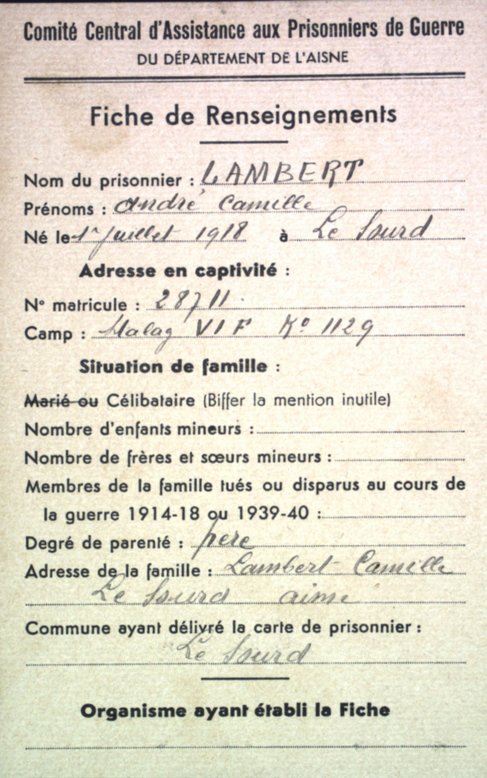 Comité Central d'Assistance aux Prisonniers de Guerre
DU DÉPARTEMENT DE L'AISNE
Fiche de Renseignements
Nom du prisonnier : LAMBERT
Prénoms : André Camille
Né le 1er juillet 1918 à Le Sourd
Adresse en captivité :
N° matricule : 28711.
Camp : Stalag VI F Ko 1129
Situation de famille :
Marié ou Célibataire (Biffer la mention inutile)
Nombre d'enfants mineurs :
Nombre de frères et sœurs mineurs :
Membres de la famille tués ou disparus au cours de
la guerre 1914-18 ou 1939-40 :
Degré de parenté : père
Adresse de la famille : Lambert Camille
Le Sourd aisne
Commune ayant délivré la carte de prisonnier :
Le Sourd
Organisme ayant établi la Fiche